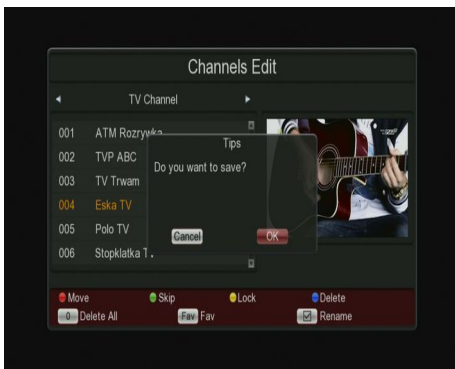 Channels Edit
TV Channel
001 ATM Rozrywka
002 TVP ABC
003 TV Trwam
004 Eska TV
005 Polo TV
006 Stopklatka
Tips
Do you want to save?
Cancel
OK
Move Skip Lock Delete
0 Delete All Fav Fav Rename